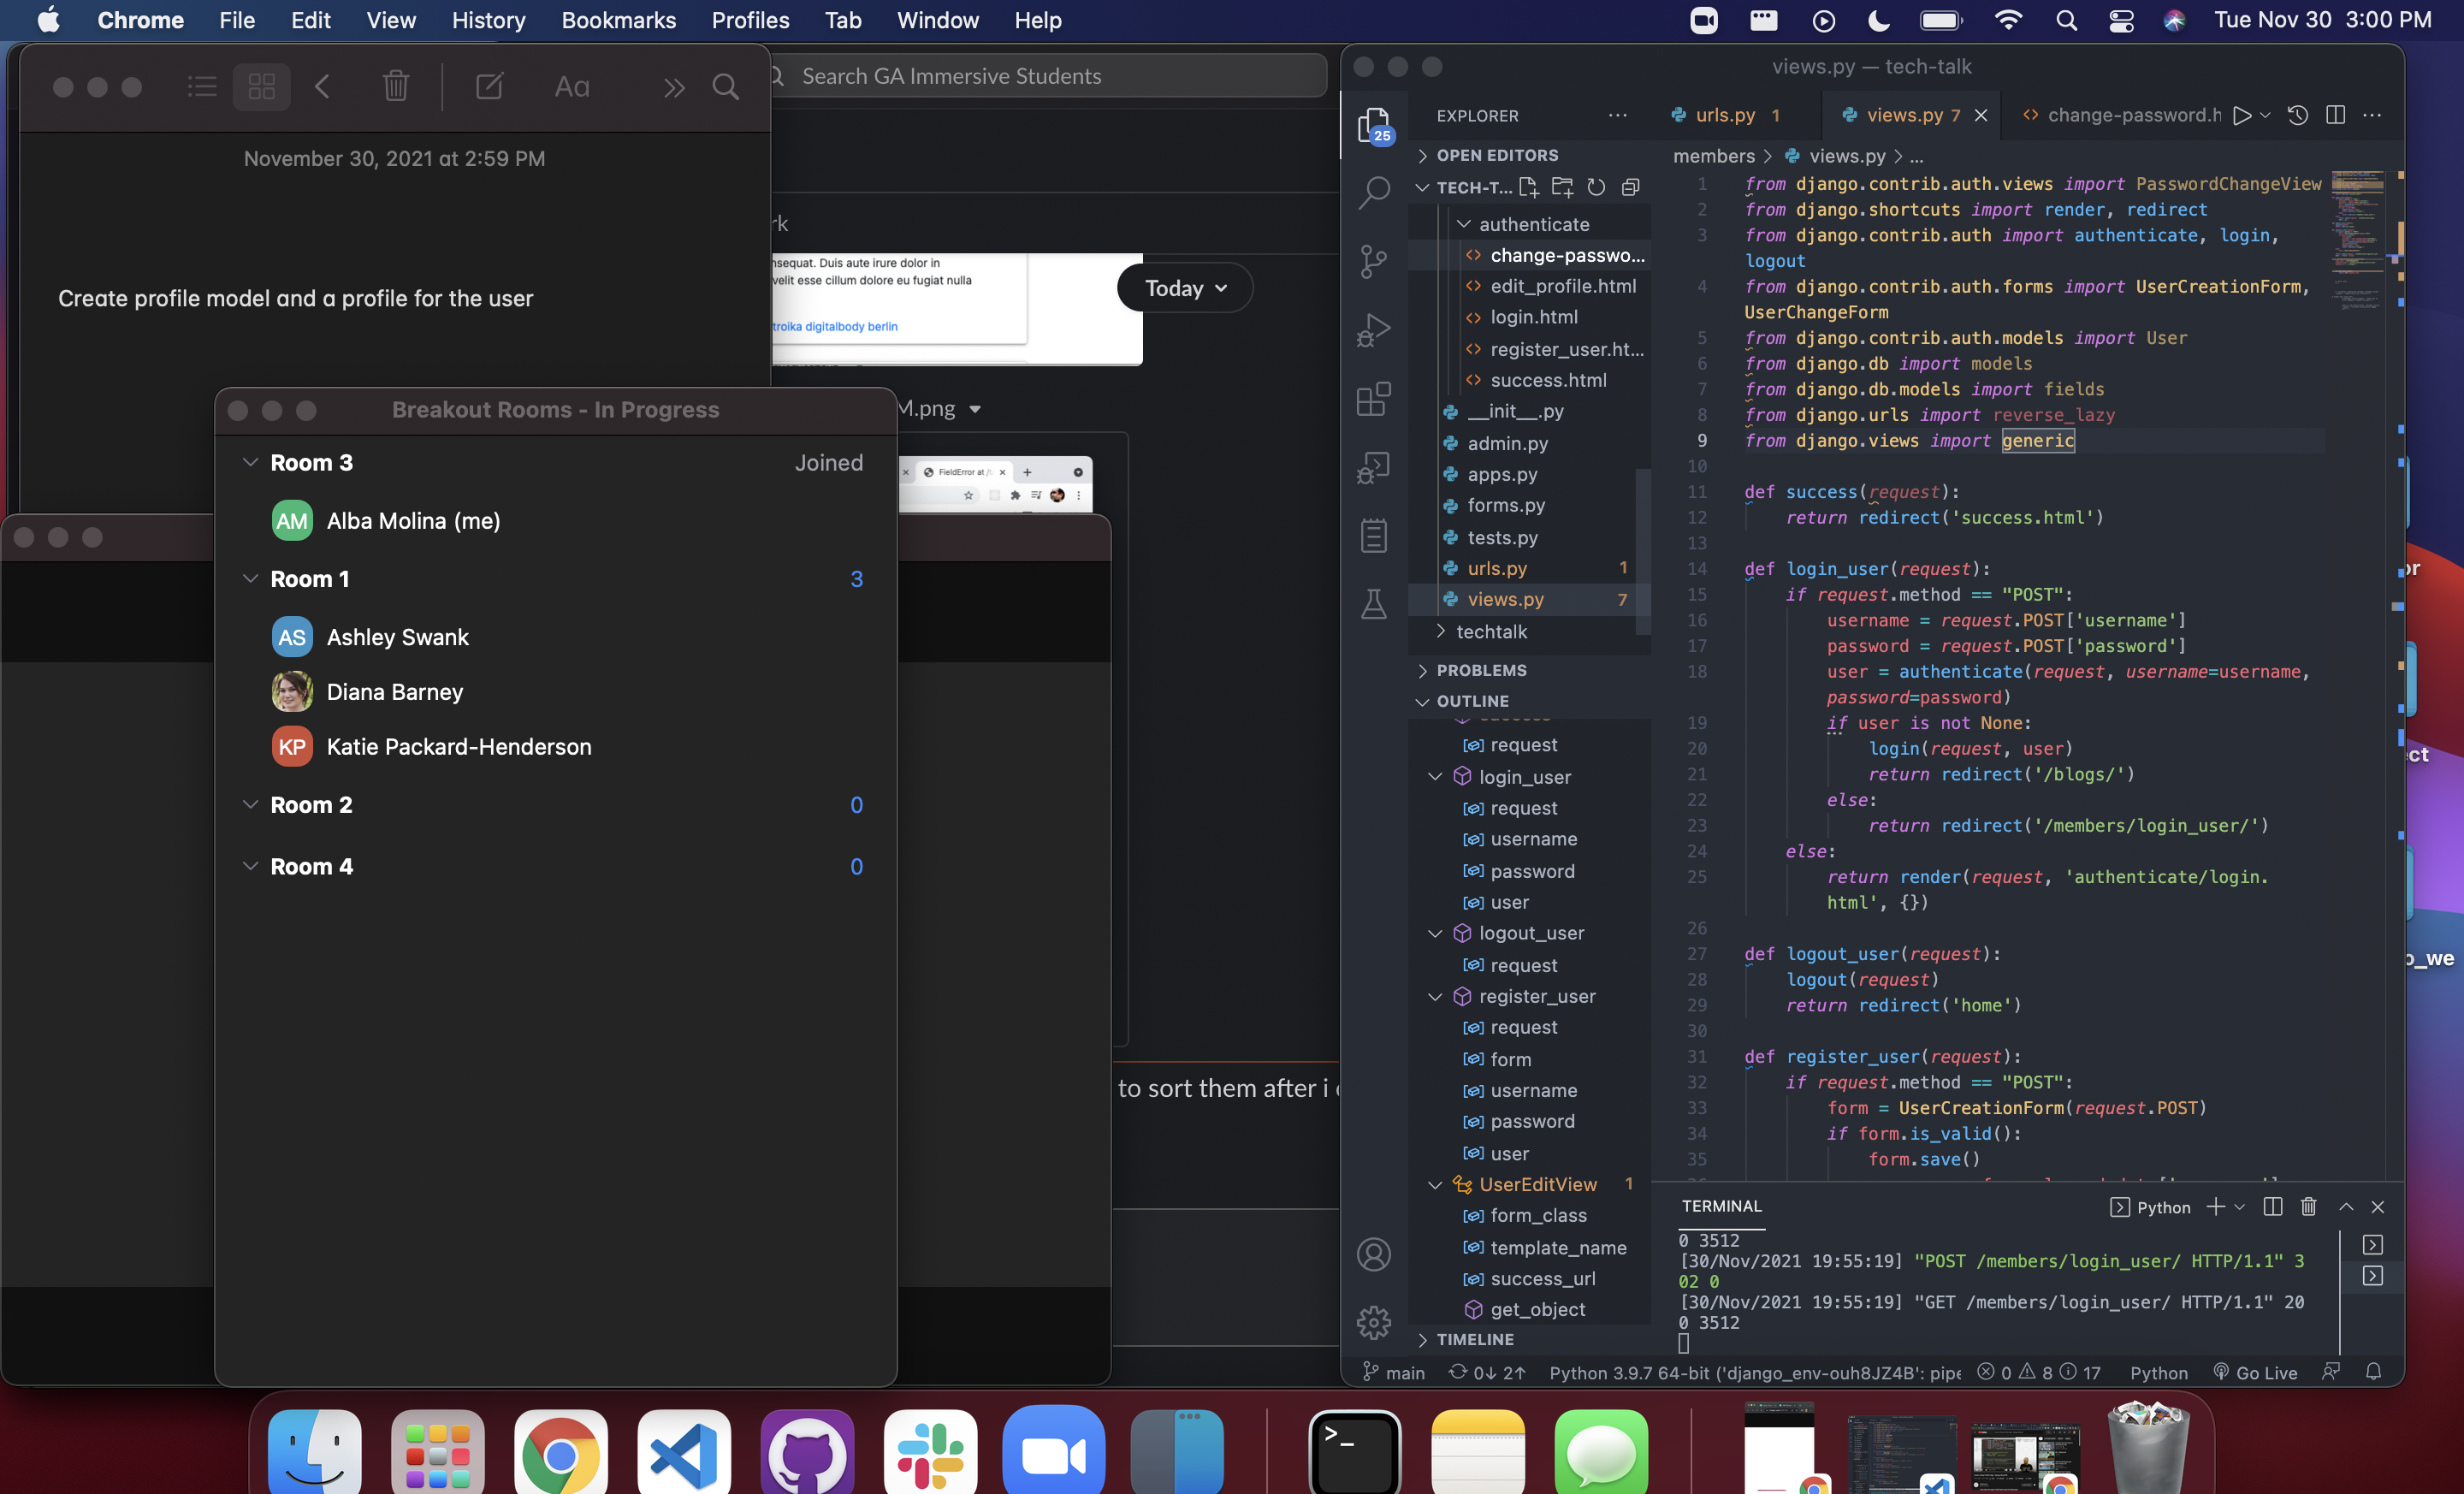 Chrome File Edit View History Bookmarks Profiles Tab Window Help
Tue Nov 30 3:00 PM
Aa
November 30, 2021 at 2:59 PM
Create profile model and a profile for the user
Search GA Immersive Students
rk
nsequat. Duis aute irure dolor in
velit esse cillum dolore eu fugiat nulla
troika digitalbody berlin
Today
M.png
FieldError at /
Breakout Rooms - In Progress
Room 3 Joined
AM Alba Molina (me)
Room 1 3
AS Ashley Swank
Diana Barney
KP Katie Packard-Henderson
Room 2 0
Room 4 0
to sort them after i
views.py — tech-talk
25
EXPLORER
OPEN EDITORS
TECH-T...
authenticate
change-passwo...
edit_profile.html
login.html
register_user.ht...
success.html
__init__.py
admin.py
apps.py
forms.py
tests.py
urls.py 1
views.py 7
techtalk
PROBLEMS
OUTLINE
request
login_user
request
username
password
user
logout_user
request
register_user
request
form
username
password
user
UserEditView 1
form_class
template_name
success_url
get_object
TIMELINE
urls.py 1 views.py 7 change-password.h
members > views.py > ...
1 from django.contrib.auth.views import PasswordChangeView
2 from django.shortcuts import render, redirect
3 from django.contrib.auth import authenticate, login,
logout
4 from django.contrib.auth.forms import UserCreationForm,
UserChangeForm
5 from django.contrib.auth.models import User
6 from django.db import models
7 from django.db.models import fields
8 from django.urls import reverse_lazy
9 from django.views import generic
10
11 def success(request):
12 return redirect('success.html')
13
14 def login_user(request):
15 if request.method == "POST":
16 username = request.POST['username']
17 password = request.POST['password']
18 user = authenticate(request, username=username,
password=password)
19 if user is not None:
20 login(request, user)
21 return redirect('/blogs/')
22 else:
23 return redirect('/members/login_user/')
24 else:
25 return render(request, 'authenticate/login.
html', {})
26
27 def logout_user(request):
28 logout(request)
29 return redirect('home')
30
31 def register_user(request):
32 if request.method == "POST":
33 form = UserCreationForm(request.POST)
34 if form.is_valid():
35 form.save()
TERMINAL
Python
0 3512
[30/Nov/2021 19:55:19] "POST /members/login_user/ HTTP/1.1" 3
02 0
[30/Nov/2021 19:55:19] "GET /members/login_user/ HTTP/1.1" 20
0 3512
main 0↓ 2↑ Python 3.9.7 64-bit ('django_env-ouh8JZ4B': pipe 0 8 17 Python Go Live
or
ct
o_we